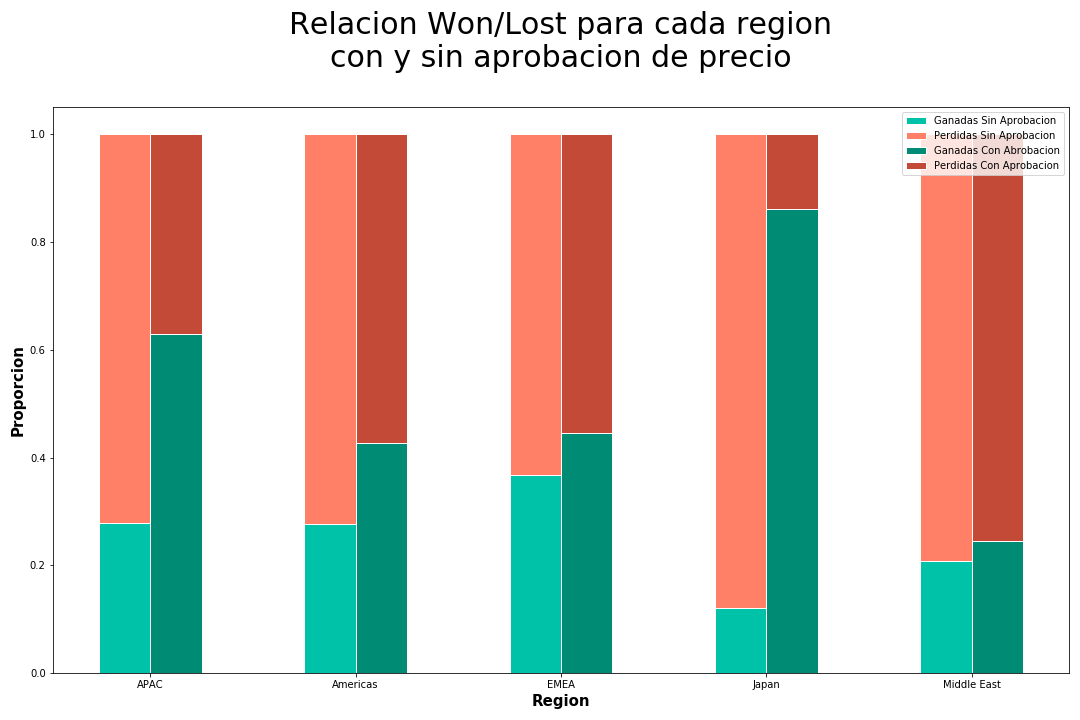 Relacion Won/Lost para cada region
con y sin aprobacion de precio
Ganadas Sin Aprobacion
Perdidas Sin Aprobacion
Ganadas Con Abrobacion
Perdidas Con Aprobacion
1.0
0.8
0.6
0.4
0.2
0.0
Proporcion
APAC
Americas
EMEA
Japan
Middle East
Region